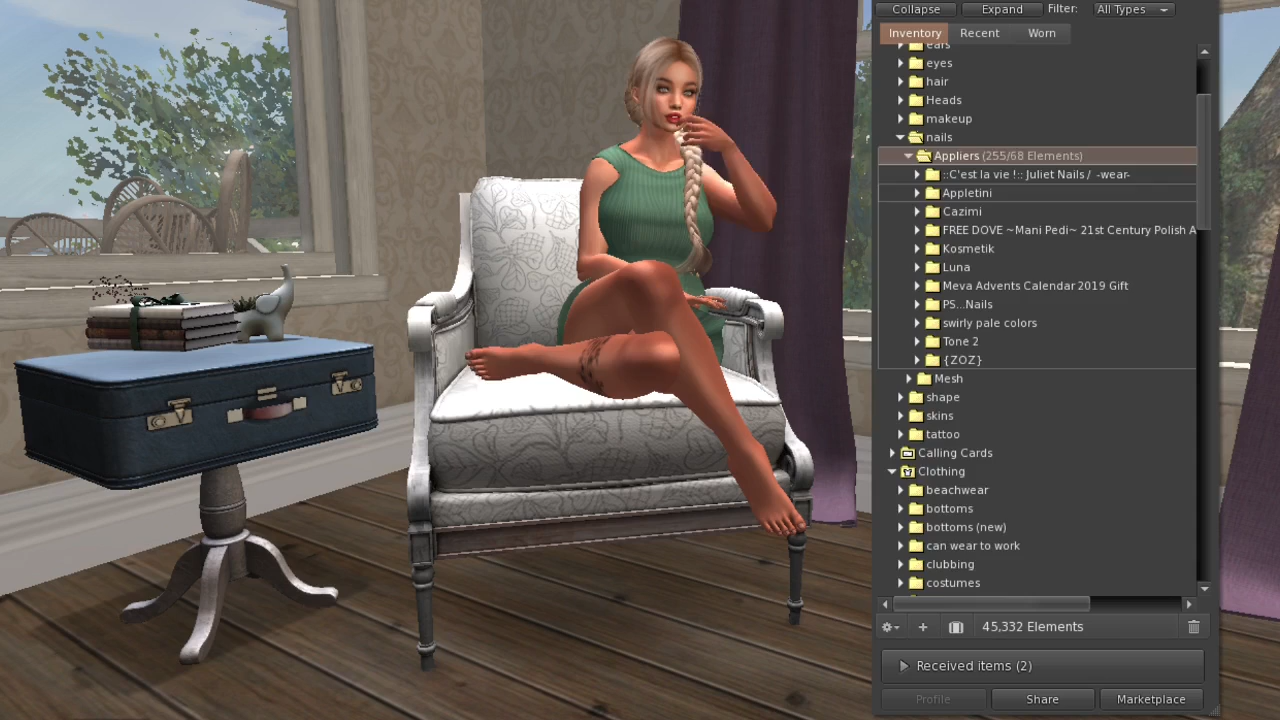 Collapse Expand Filter: All Types
Inventory Recent Worn
ears
eyes
hair
Heads
makeup
nails
Appliers (255/68 Elements)
::C'est la vie !:: Juliet Nails / -wear-
Appletini
Cazimi
FREE DOVE ~Mani Pedi~ 21st Century Polish A
Kosmetik
Luna
Meva Advents Calendar 2019 Gift
PS...Nails
swirly pale colors
Tone 2
{ZOZ}
Mesh
shape
skins
tattoo
Calling Cards
Clothing
beachwear
bottoms
bottoms (new)
can wear to work
clubbing
costumes
45,332 Elements
Received items (2)
Profile Share Marketplace